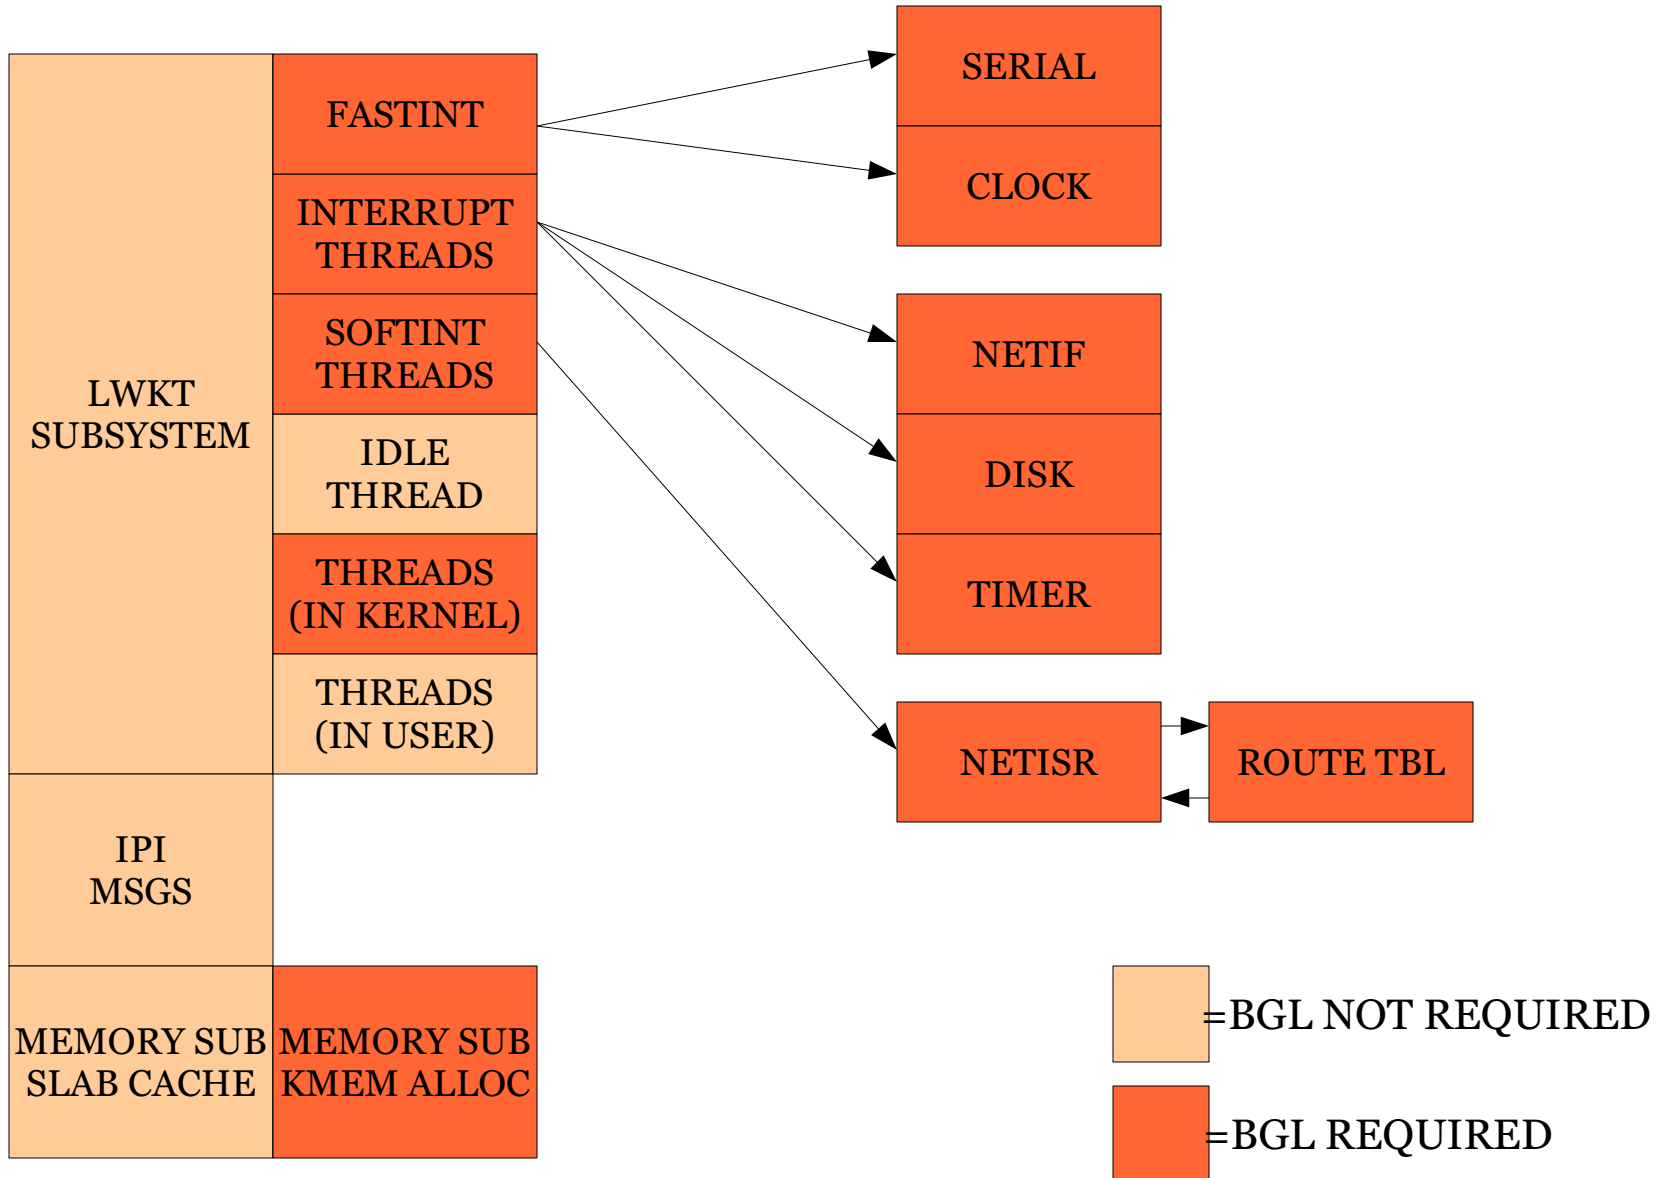 LWKT
SUBSYSTEM
IPI
MSGS
MEMORY SUB
SLAB CACHE
FASTINT
INTERRUPT
THREADS
SOFTINT
THREADS
IDLE
THREAD
THREADS
(IN KERNEL)
THREADS
(IN USER)
MEMORY SUB
KMEM ALLOC
SERIAL
CLOCK
NETIF
DISK
TIMER
NETISR
ROUTE TBL
=BGL NOT REQUIRED
=BGL REQUIRED